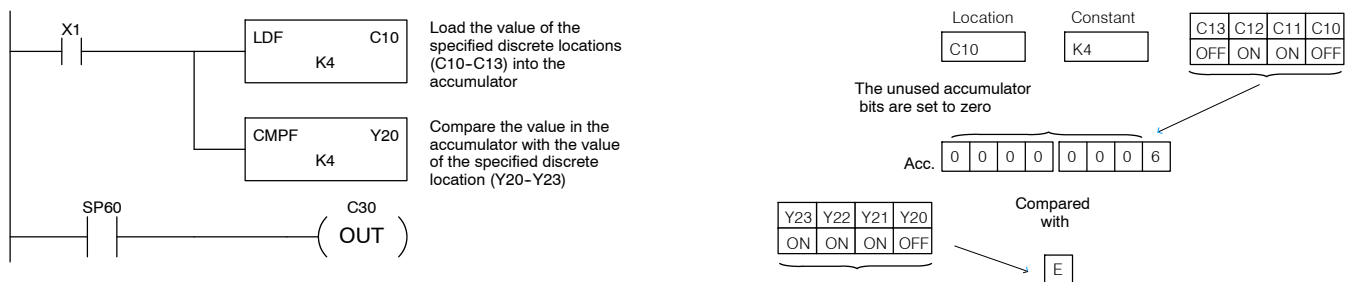 X1
LDF C10
K4
Load the value of the
specified discrete locations
(C10-C13) into the
accumulator
CMPF Y20
K4
Compare the value in the
accumulator with the value
of the specified discrete
location (Y20-Y23)
SP60
C30
OUT
Location Constant
C10 K4
C13 C12 C11 C10
OFF ON ON OFF
The unused accumulator
bits are set to zero
Acc. 0 0 0 0 0 0 0 6
Compared
with
Y23 Y22 Y21 Y20
ON ON ON OFF
E